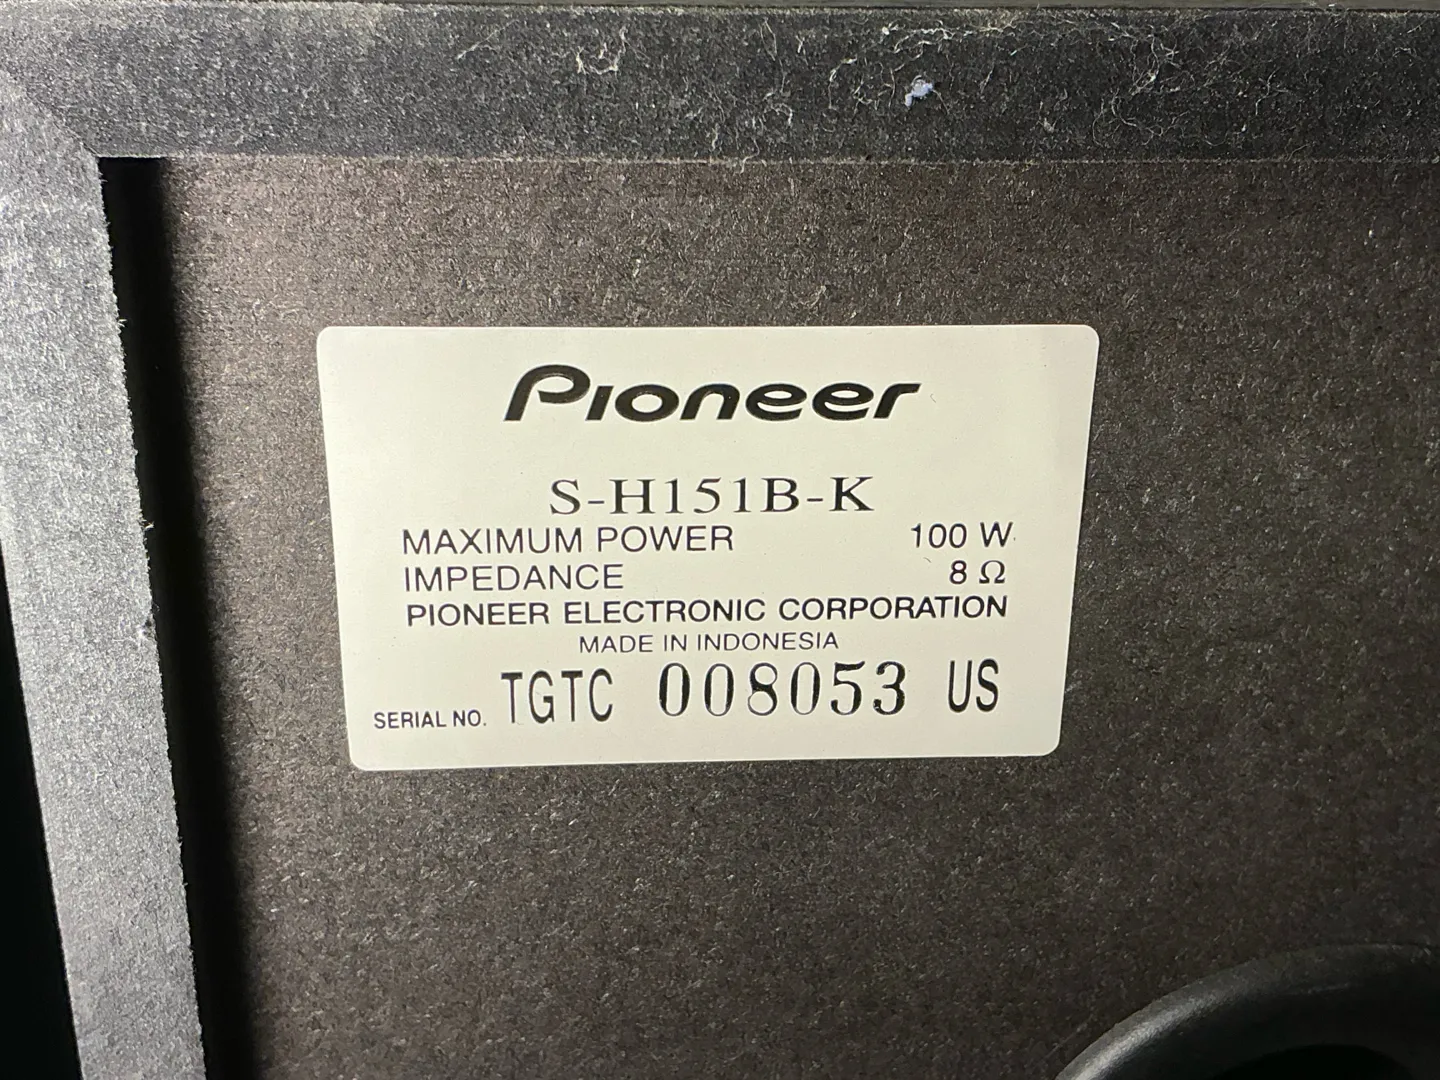 Pioneer
S-H151B-K
MAXIMUM POWER 100 W
IMPEDANCE 8 Ω
PIONEER ELECTRONIC CORPORATION
MADE IN INDONESIA
SERIAL NO. TGTC 008053 US